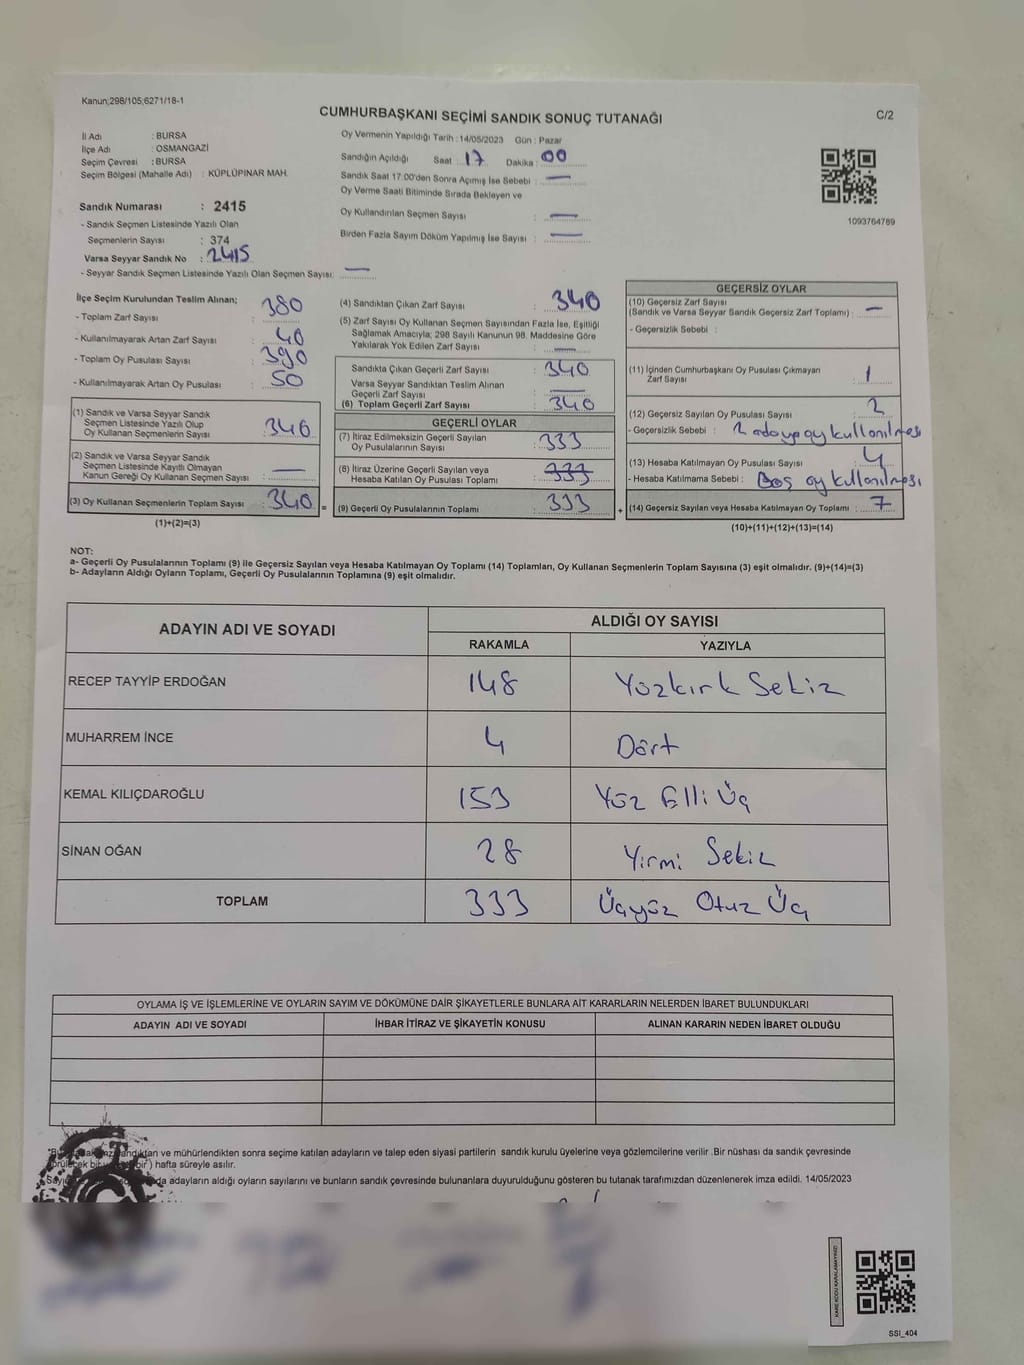 Kanun;298/105;6271/18-1
CUMHURBAŞKANI SEÇİMİ SANDIK SONUÇ TUTANAĞI
C/2
İl Adı : BURSA
İlçe Adı : OSMANGAZİ
Seçim Çevresi : BURSA
Seçim Bölgesi (Mahalle Adı) : KÜPLÜPINAR MAH.
Sandık Numarası : 2415
- Sandık Seçmen Listesinde Yazılı Olan
Seçmenlerin Sayısı : 374
Varsa Seyyar Sandık No : 2415
- Seyyar Sandık Seçmen Listesinde Yazılı Olan Seçmen Sayısı: —
Oy Vermenin Yapıldığı Tarih : 14/05/2023 Gün : Pazar
Sandığın Açıldığı Saat : 17 Dakika : 00
Sandık Saat 17:00'den Sonra Açımış İse Sebebi : —
Oy Verme Saati Bitiminde Sırada Bekleyen ve
Oy Kullandırılan Seçmen Sayısı : —
Birden Fazla Sayım Döküm Yapılmış İse Sayısı : —
1093764769
İlçe Seçim Kurulundan Teslim Alınan;
- Toplam Zarf Sayısı : 380
- Kullanılmayarak Artan Zarf Sayısı : 40
- Toplam Oy Pusulası Sayısı : 390
- Kullanılmayarak Artan Oy Pusulası : 50
(1) Sandık ve Varsa Seyyar Sandık
Seçmen Listesinde Yazılı Olup
Oy Kullanan Seçmenlerin Sayısı : 340
(2) Sandık ve Varsa Seyyar Sandık
Seçmen Listesinde Kayıtlı Olmayan
Kanun Gereği Oy Kullanan Seçmen Sayısı : —
(3) Oy Kullanan Seçmenlerin Toplam Sayısı : 340 =
(1)+(2)=(3)
(4) Sandıktan Çıkan Zarf Sayısı : 340
(5) Zarf Sayısı Oy Kullanan Seçmen Sayısından Fazla İse, Eşitliği
Sağlamak Amacıyla; 298 Sayılı Kanunun 98. Maddesine Göre
Yakılarak Yok Edilen Zarf Sayısı : —
Sandıkta Çıkan Geçerli Zarf Sayısı : 340
Varsa Seyyar Sandıktan Teslim Alınan
Geçerli Zarf Sayısı : —
(6) Toplam Geçerli Zarf Sayısı : 340
GEÇERLİ OYLAR
(7) İtiraz Edilmeksizin Geçerli Sayılan
Oy Pusulalarının Sayısı : 333
(8) İtiraz Üzerine Geçerli Sayılan veya
Hesaba Katılan Oy Pusulası Toplamı : 333
(9) Geçerli Oy Pusulalarının Toplamı : 333 +
GEÇERSİZ OYLAR
(10) Geçersiz Zarf Sayısı
(Sandık ve Varsa Seyyar Sandık Geçersiz Zarf Toplamı) : —
- Geçersizlik Sebebi :
(11) İçinden Cumhurbaşkanı Oy Pusulası Çıkmayan
Zarf Sayısı : 1
(12) Geçersiz Sayılan Oy Pusulası Sayısı : 2
- Geçersizlik Sebebi : 2 adaya oy kullanılması
(13) Hesaba Katılmayan Oy Pusulası Sayısı : 4
- Hesaba Katılmama Sebebi : Boş oy kullanılması
(14) Geçersiz Sayılan veya Hesaba Katılmayan Oy Toplamı : 7
(10)+(11)+(12)+(13)=(14)
NOT:
a- Geçerli Oy Pusulalarının Toplamı (9) ile Geçersiz Sayılan veya Hesaba Katılmayan Oy Toplamı (14) Toplamları, Oy Kullanan Seçmenlerin Toplam Sayısına (3) eşit olmalıdır. (9)+(14)=(3)
b- Adayların Aldığı Oyların Toplamı, Geçerli Oy Pusulalarının Toplamına (9) eşit olmalıdır.
ADAYIN ADI VE SOYADI
ALDIĞI OY SAYISI
RAKAMLA YAZIYLA
RECEP TAYYİP ERDOĞAN 148 Yüzkırk Sekiz
MUHARREM İNCE 4 Dört
KEMAL KILIÇDAROĞLU 153 Yüz Elli Üç
SİNAN OĞAN 28 Yirmi Sekiz
TOPLAM 333 Üçyüz Otuz Üç
OYLAMA İŞ VE İŞLEMLERİNE VE OYLARIN SAYIM VE DÖKÜMÜNE DAİR ŞİKAYETLERLE BUNLARA AİT KARARLARIN NELERDEN İBARET BULUNDUKLARI
ADAYIN ADI VE SOYADI İHBAR İTİRAZ VE ŞİKAYETİN KONUSU ALINAN KARARIN NEDEN İBARET OLDUĞU
ve mühürlendikten sonra seçime katılan adayların ve talep eden siyasi partilerin sandık kurulu üyelerine veya gözlemcilerine verilir .Bir nüshası da sandık çevresinde
hafta süreyle asılır.
adayların aldığı oyların sayılarını ve bunların sandık çevresinde bulunanlara duyurulduğunu gösteren bu tutanak tarafımızdan düzenlenerek imza edildi. 14/05/2023
KARE KODU KARALAMAYINIZ!
SSI_404